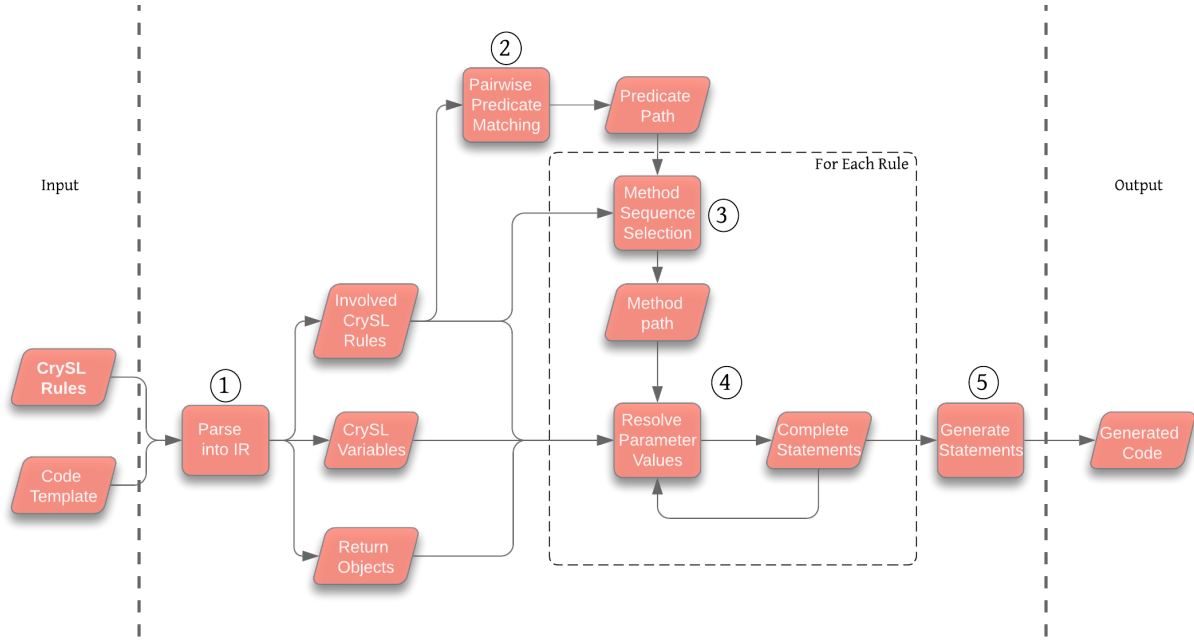 ②
Pairwise
Predicate
Matching
Predicate
Path
For Each Rule
Input
Output
Method
Sequence
Selection
③
Involved
CrySL
Rules
Method
path
CrySL
Rules
①
④
⑤
Parse
into IR
CrySL
Variables
Resolve
Parameter
Values
Complete
Statements
Generate
Statements
Generated
Code
Code
Template
Return
Objects